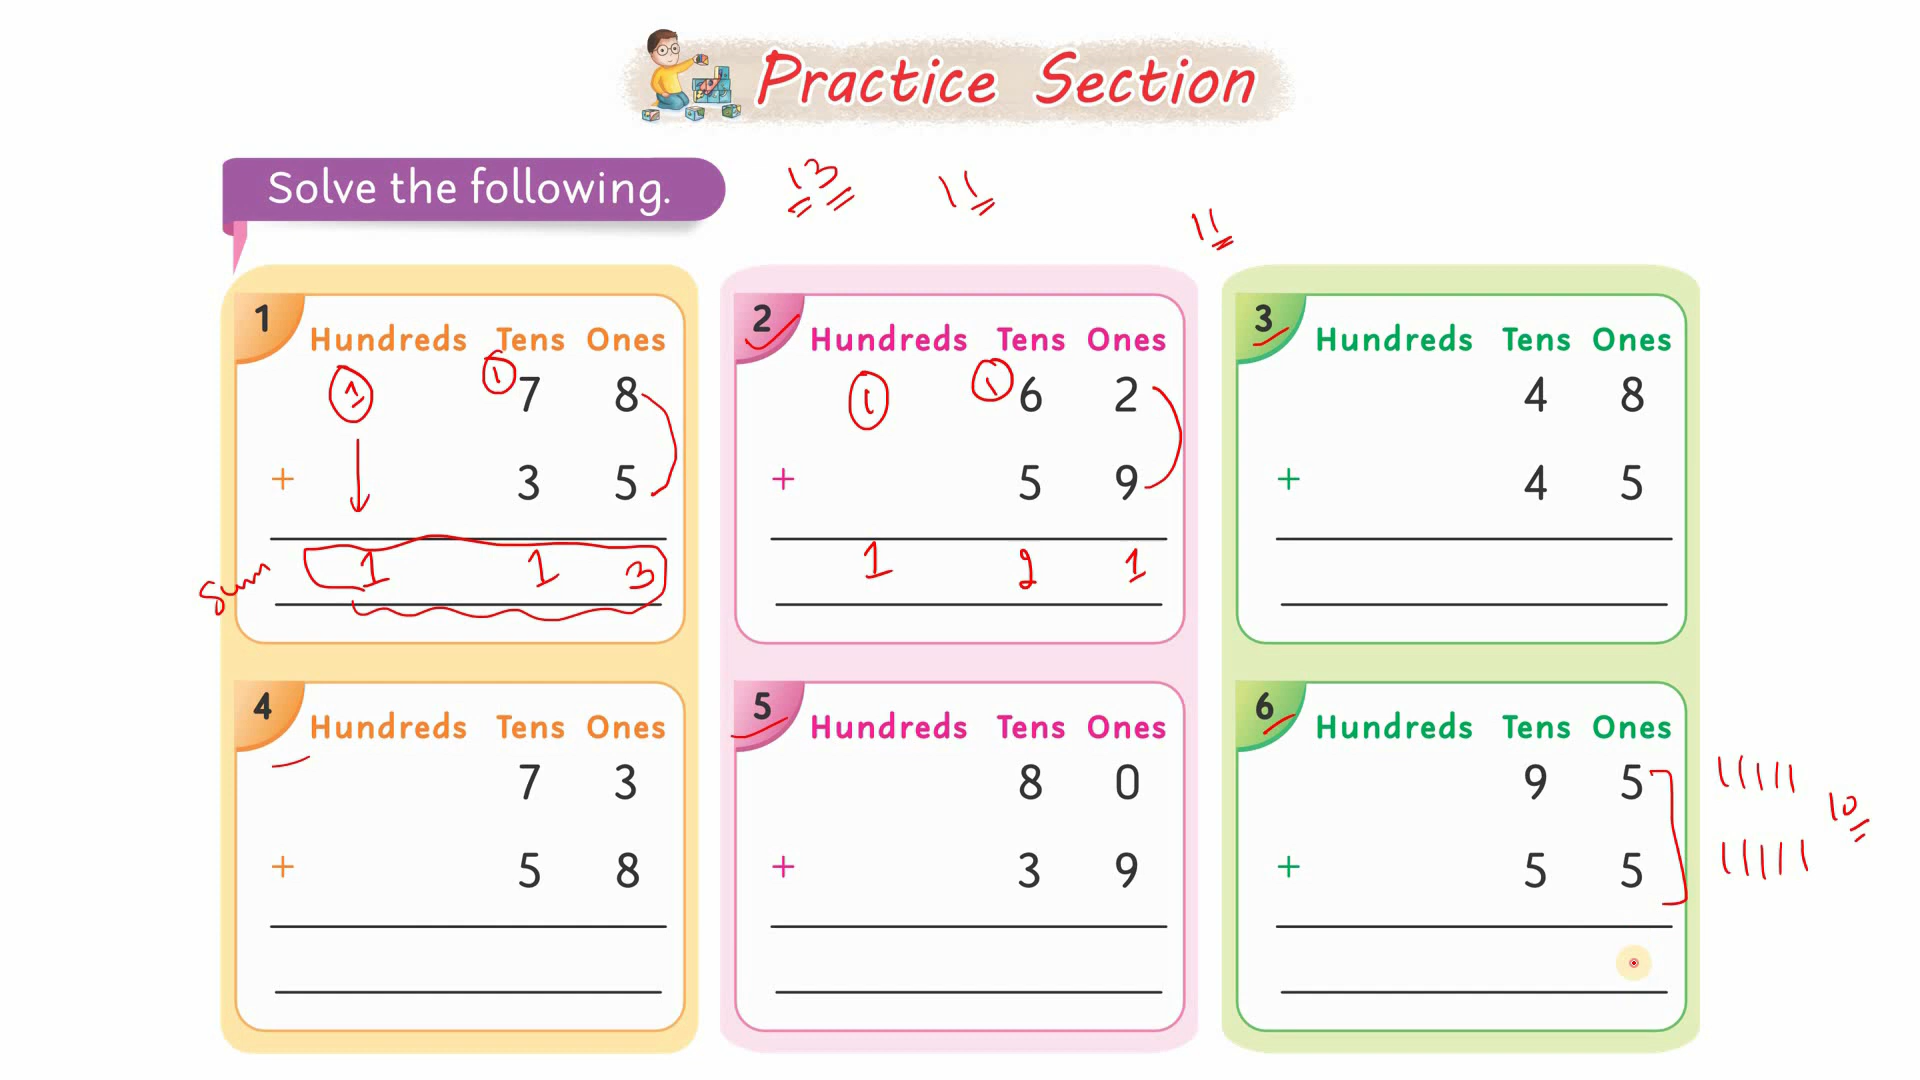 Practice Section
Solve the following.
13 11
11
1 2 3
Hundreds Tens Ones Hundreds Tens Ones Hundreds Tens Ones
1 1 7 8 1 1 6 2 4 8
+ 3 5 + 5 9 + 4 5
sum 1 1 3 1 2 1
4 5 6
Hundreds Tens Ones Hundreds Tens Ones Hundreds Tens Ones
7 3 8 0 9 5 | | | | |
10
+ 5 8 + 3 9 + 5 5 | | | | |